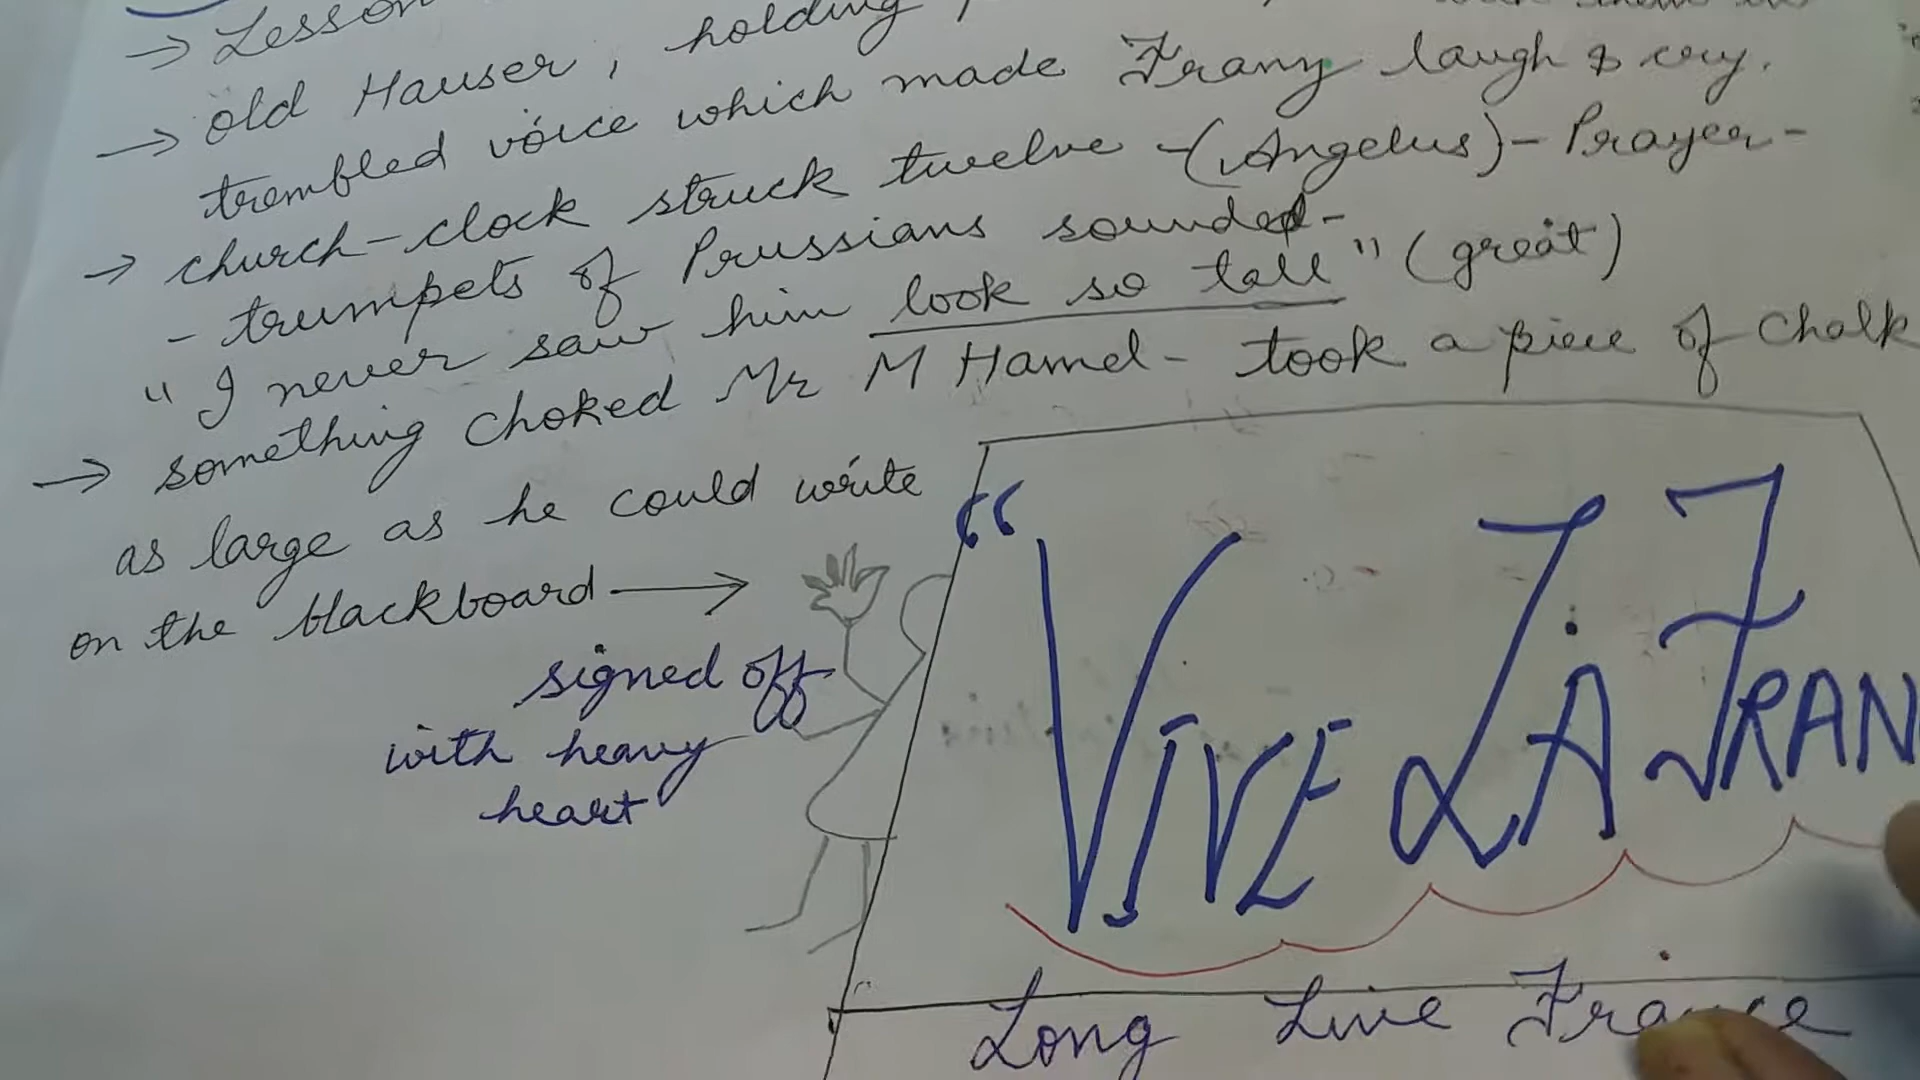 → Lesson
→ old Hauser, holding
trembled voice which made Frany laugh & cry.
→ church-clock struck twelve -(Angelus)- Prayer-
- trumpets of Prussians sounded-
" I never saw him look so tall" (great)
→ something choked Mr M Hamel- took a piece of chalk
as large as he could write
on the blackboard →
signed off
with heavy
heart
"VIVE LA FRAN
Long Live France